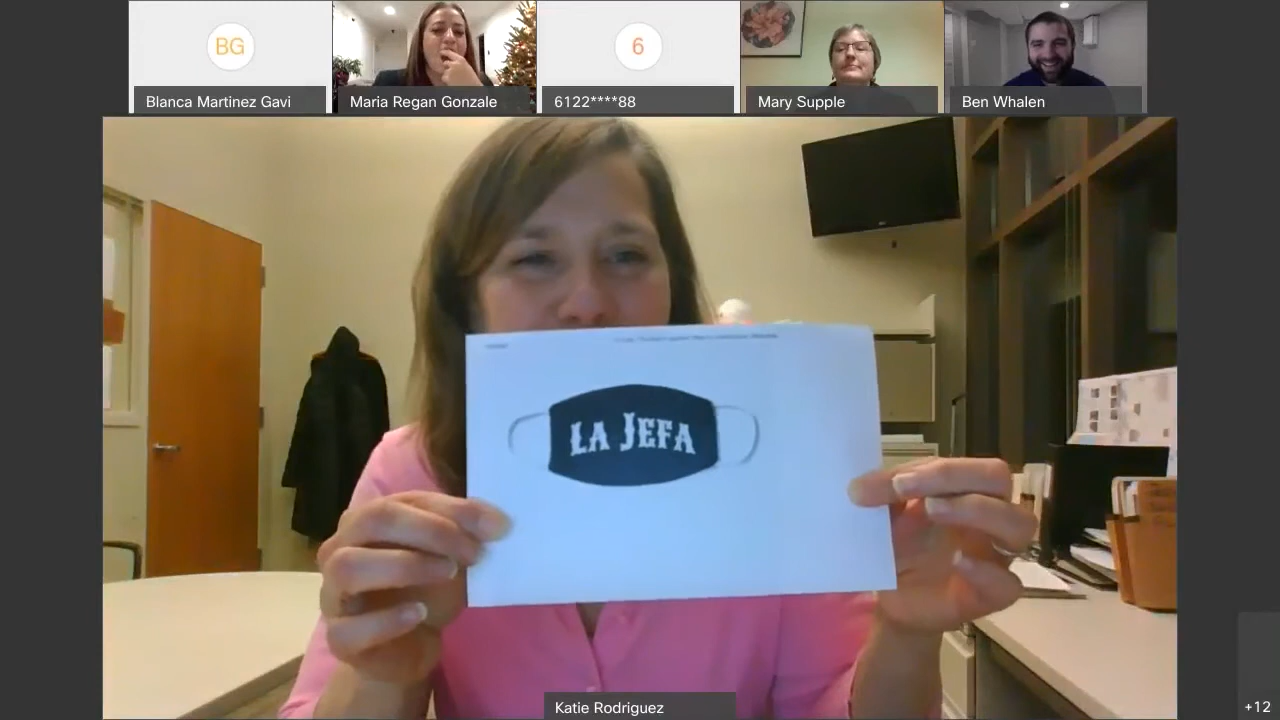 BG
6
Blanca Martinez Gavi
Maria Regan Gonzale
6122****88
Mary Supple
Ben Whalen
LA JEFA
Katie Rodriguez
+12